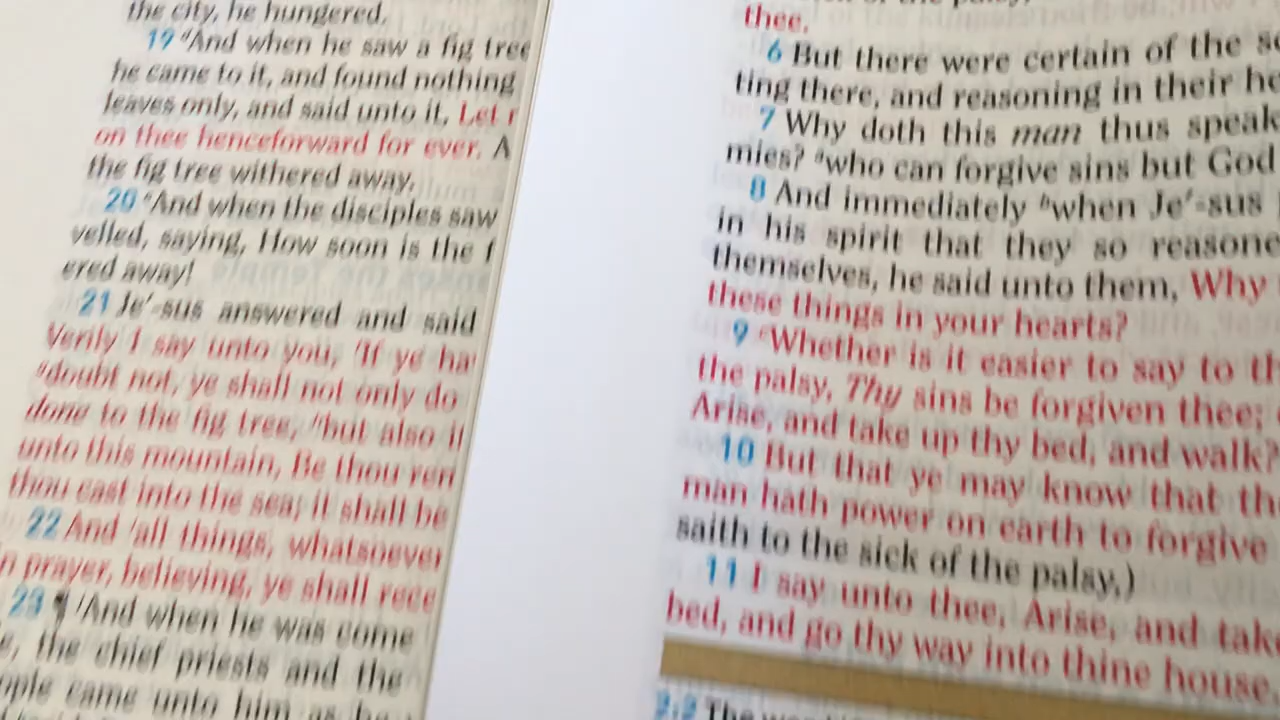 the city, he hungered.
19 And when he saw a fig tree
he came to it, and found nothing
leaves only, and said unto it, Let
on thee henceforward for ever. A
the fig tree withered away.
20 And when the disciples saw
velled, saying, How soon is the f
ered away!
21 Je'-sus answered and said
Verily I say unto you, If ye ha
doubt not, ye shall not only do
done to the fig tree, but also i
unto this mountain, Be thou rem
thou cast into the sea; it shall be
22 And all things, whatsoever
n prayer, believing, ye shall rece
23 ¶ And when he was come
e, the chief priests and the
ople came unto him as he
thee.
6 But there were certain of the sc
ting there, and reasoning in their he
7 Why doth this man thus speak
mies? who can forgive sins but God
8 And immediately when Je'-sus
in his spirit that they so reasone
themselves, he said unto them, Why
these things in your hearts?
9 Whether is it easier to say to th
the palsy, Thy sins be forgiven thee;
Arise, and take up thy bed, and walk?
10 But that ye may know that th
man hath power on earth to forgive
saith to the sick of the palsy,)
11 I say unto thee, Arise, and take
bed, and go thy way into thine house.
2:2 The